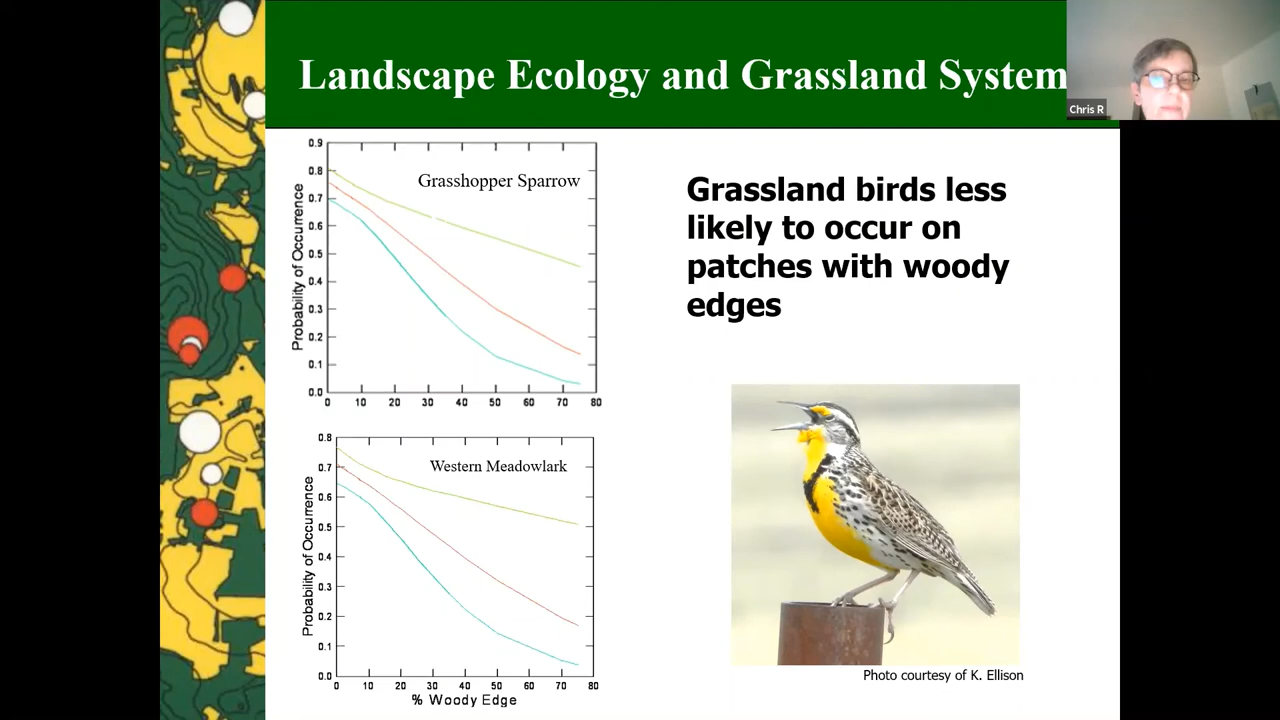 Landscape Ecology and Grassland System
Chris R
0.9
0.8
0.7
0.6
0.5
0.4
0.3
0.2
0.1
0.0
Probability of Occurrence
Grasshopper Sparrow
0 10 20 30 40 50 60 70 80
Grassland birds less
likely to occur on
patches with woody
edges
0.8
0.7
0.6
0.5
0.4
0.3
0.2
0.1
0.0
Probability of Occurrence
Western Meadowlark
0 10 20 30 40 50 60 70 80
% Woody Edge
Photo courtesy of K. Ellison